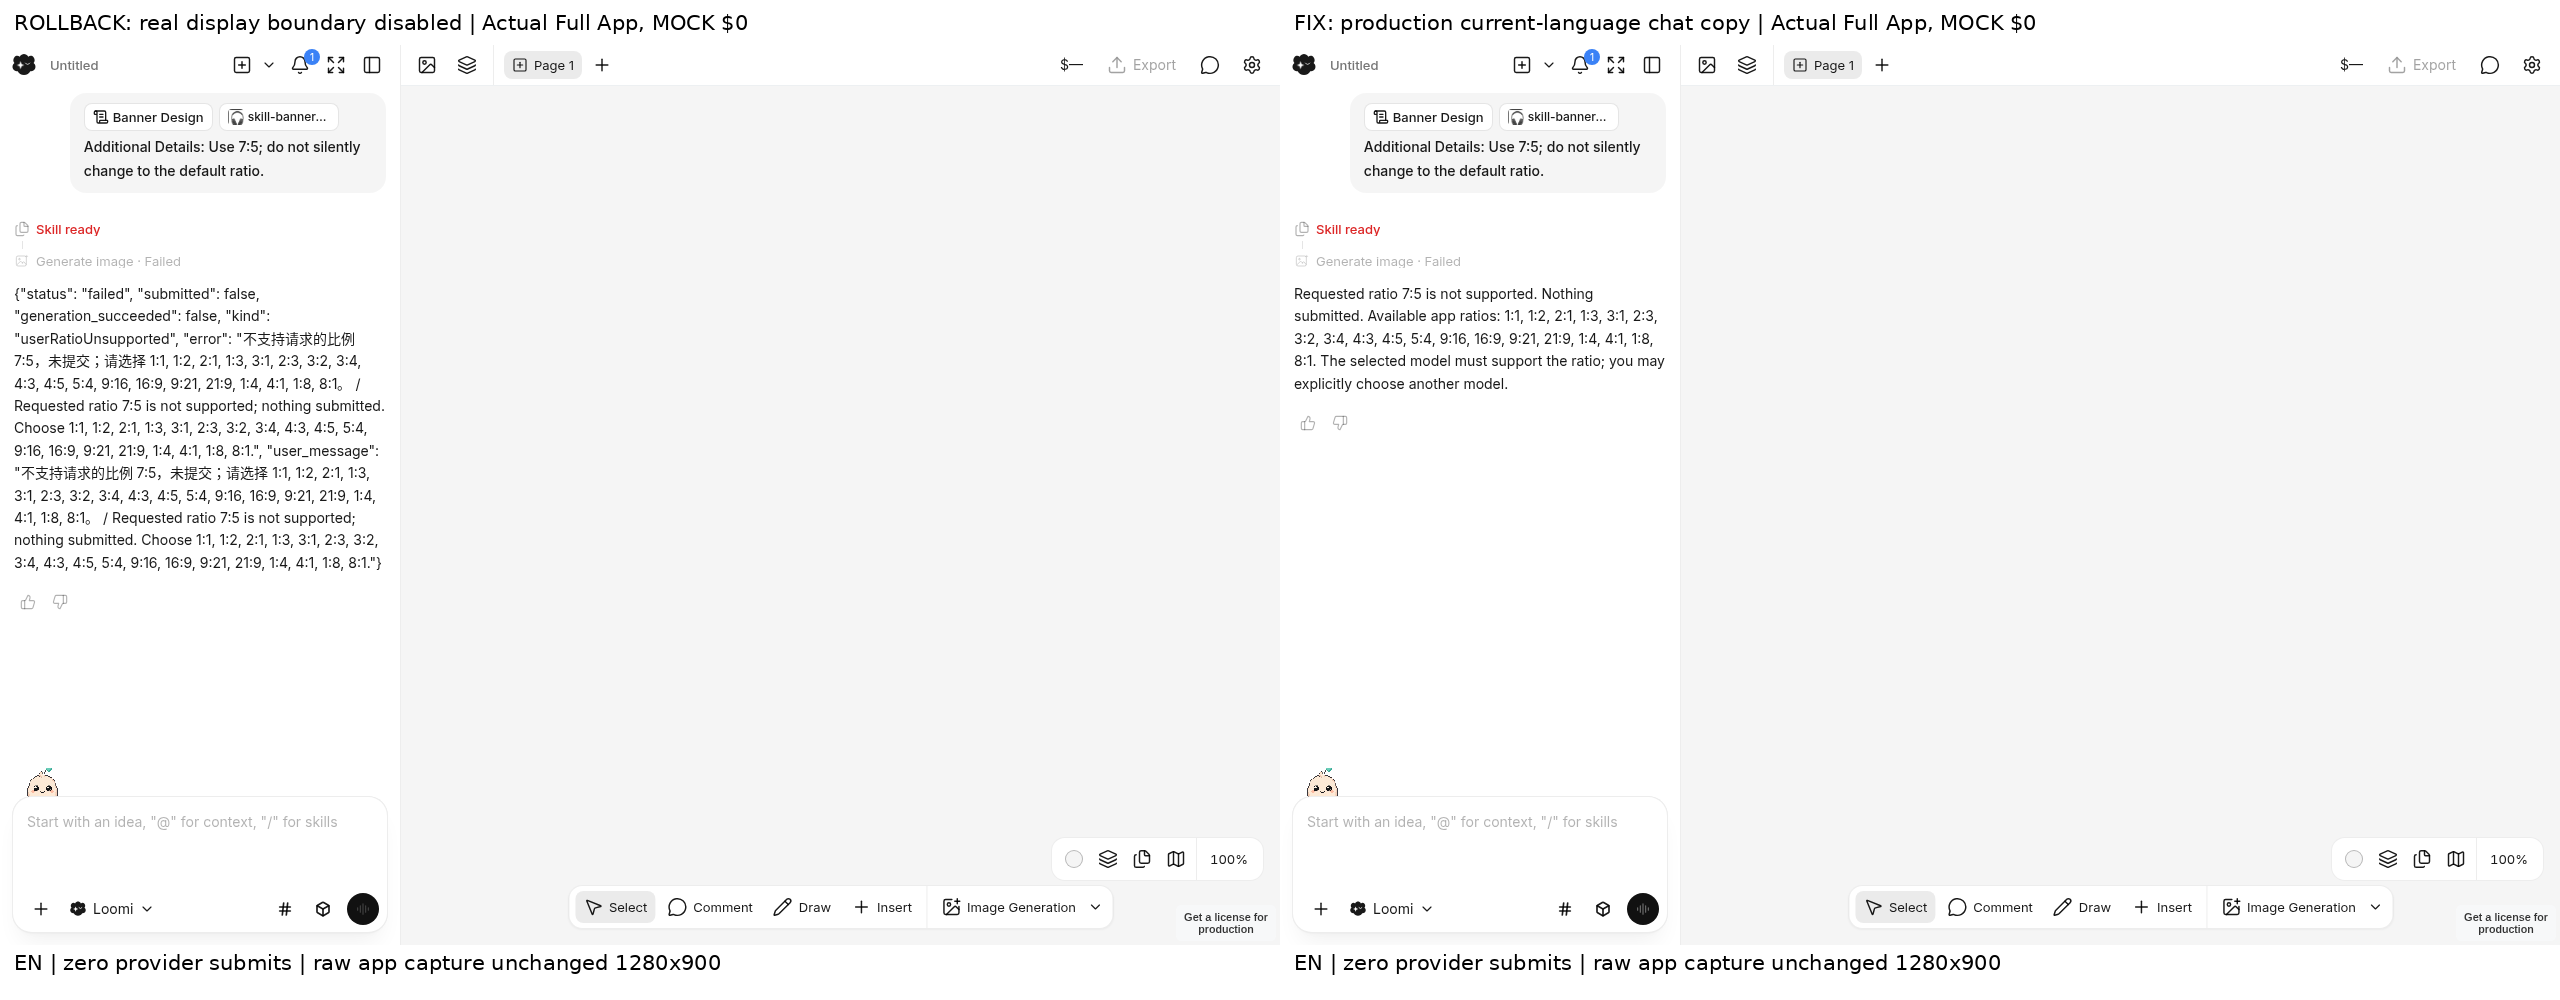 ROLLBACK: real display boundary disabled | Actual Full App, MOCK $0
Untitled
1
Page 1
$—
Export
Banner Design
skill-banner...
Additional Details: Use 7:5; do not silently
change to the default ratio.
Skill ready
Generate image · Failed
{"status": "failed", "submitted": false,
"generation_succeeded": false, "kind":
"userRatioUnsupported", "error": "不支持请求的比例
7:5，未提交；请选择 1:1, 1:2, 2:1, 1:3, 3:1, 2:3, 3:2, 3:4,
4:3, 4:5, 5:4, 9:16, 16:9, 9:21, 21:9, 1:4, 4:1, 1:8, 8:1。 /
Requested ratio 7:5 is not supported; nothing submitted.
Choose 1:1, 1:2, 2:1, 1:3, 3:1, 2:3, 3:2, 3:4, 4:3, 4:5, 5:4,
9:16, 16:9, 9:21, 21:9, 1:4, 4:1, 1:8, 8:1.", "user_message":
"不支持请求的比例 7:5，未提交；请选择 1:1, 1:2, 2:1, 1:3,
3:1, 2:3, 3:2, 3:4, 4:3, 4:5, 5:4, 9:16, 16:9, 9:21, 21:9, 1:4,
4:1, 1:8, 8:1。 / Requested ratio 7:5 is not supported;
nothing submitted. Choose 1:1, 1:2, 2:1, 1:3, 3:1, 2:3, 3:2,
3:4, 4:3, 4:5, 5:4, 9:16, 16:9, 9:21, 21:9, 1:4, 4:1, 1:8, 8:1."}
Start with an idea, "@" for context, "/" for skills
Loomi
100%
Select
Comment
Draw
Insert
Image Generation
Get a license for
production
EN | zero provider submits | raw app capture unchanged 1280x900
FIX: production current-language chat copy | Actual Full App, MOCK $0
Untitled
1
Page 1
$—
Export
Banner Design
skill-banner...
Additional Details: Use 7:5; do not silently
change to the default ratio.
Skill ready
Generate image · Failed
Requested ratio 7:5 is not supported. Nothing
submitted. Available app ratios: 1:1, 1:2, 2:1, 1:3, 3:1, 2:3,
3:2, 3:4, 4:3, 4:5, 5:4, 9:16, 16:9, 9:21, 21:9, 1:4, 4:1, 1:8,
8:1. The selected model must support the ratio; you may
explicitly choose another model.
Start with an idea, "@" for context, "/" for skills
Loomi
100%
Select
Comment
Draw
Insert
Image Generation
Get a license for
production
EN | zero provider submits | raw app capture unchanged 1280x900